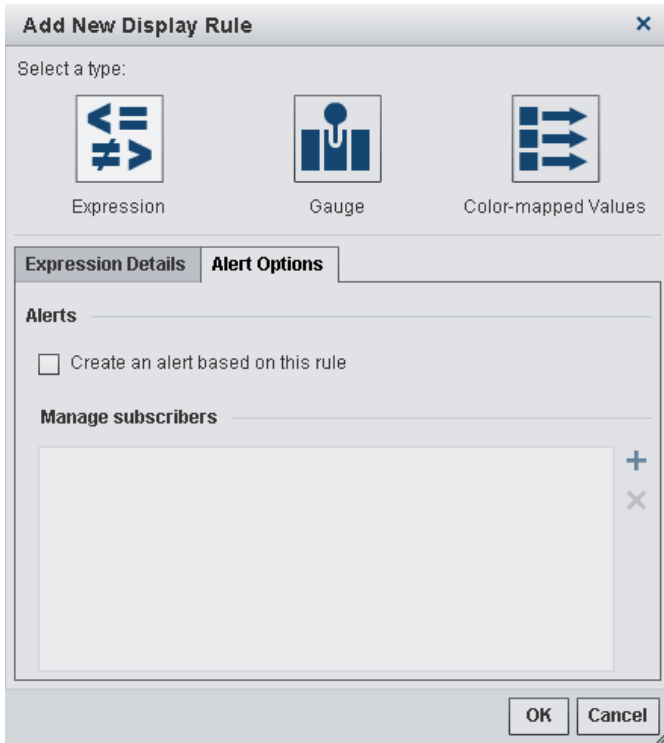 Add New Display Rule
Select a type:
Expression Gauge Color-mapped Values
Expression Details Alert Options
Alerts
Create an alert based on this rule
Manage subscribers
OK Cancel